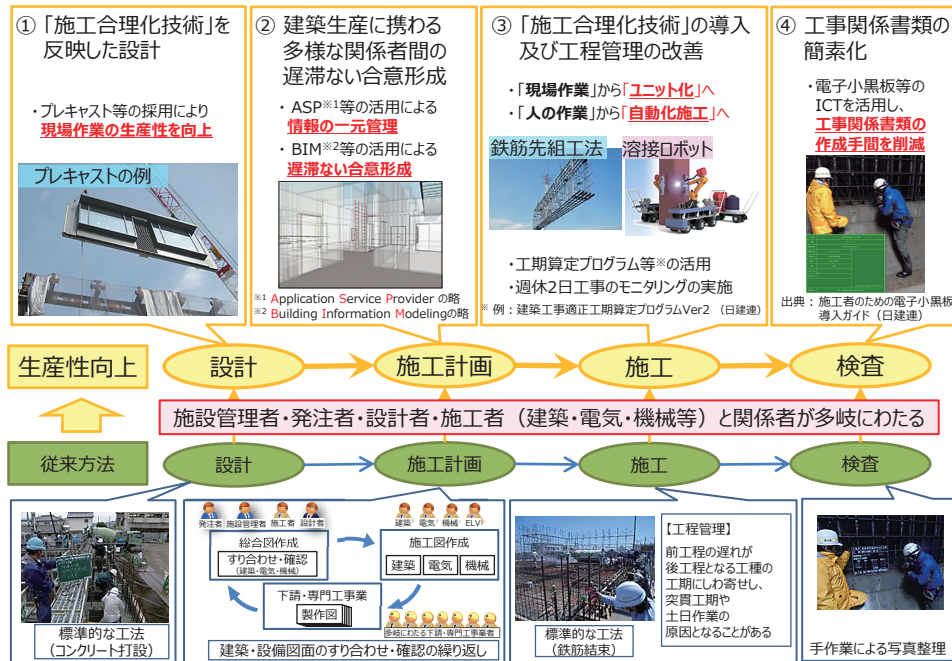 ① 「施工合理化技術」を
反映した設計
・プレキャスト等の採用により
現場作業の生産性を向上
プレキャストの例
② 建築生産に携わる
多様な関係者間の
遅滞ない合意形成
・ASP※1等の活用による
情報の一元管理
・BIM※2等の活用による
遅滞ない合意形成
※1 Application Service Provider の略
※2 Building Information Modelingの略
③ 「施工合理化技術」の導入
及び工程管理の改善
・「現場作業」から「ユニット化」へ
・「人の作業」から「自動化施工」へ
鉄筋先組工法
溶接ロボット
・工期算定プログラム等※の活用
・週休2日工事のモニタリングの実施
※ 例：建築工事適正工期算定プログラムVer2 （日建連）
④ 工事関係書類の
簡素化
・電子小黒板等の
ICTを活用し、
工事関係書類の
作成手間を削減
出典：施工者のための電子小黒板
導入ガイド（日建連）
生産性向上
設計
施工計画
施工
検査
施設管理者・発注者・設計者・施工者（建築・電気・機械等）と関係者が多岐にわたる
従来方法
設計
施工計画
施工
検査
標準的な工法
（コンクリート打設）
発注者
施設管理者
施工者
設計者
総合図作成
すり合わせ・確認
（建築・電気・機械）
建築
電気
機械
ELV
施工図作成
建築
電気
機械
下請・専門工事業
製作図
多岐にわたる下請・専門工事業者
建築・設備図面のすり合わせ・確認の繰り返し
標準的な工法
（鉄筋結束）
【工程管理】
前工程の遅れが
後工程となる工種の
工期にしわ寄せし、
突貫工期や
土日作業の
原因となることがある
手作業による写真整理